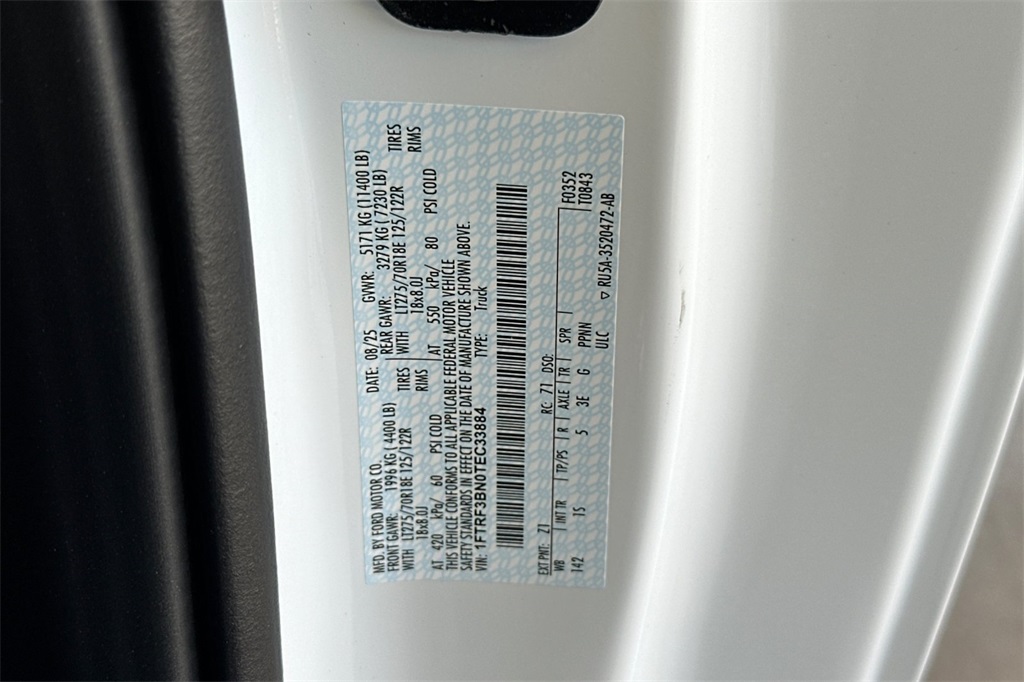 MFD. BY FORD MOTOR CO. DATE: 08/25 GVWR: 5171 KG (11400 LB)
FRONT GAWR: 1996 KG (4400 LB) REAR GAWR: 3279 KG (7230 LB)
WITH LT275/70R18E 125/122R TIRES WITH LT275/70R18E 125/122R TIRES
18x8.0J RIMS 18x8.0J RIMS
AT 420 kPa/ 60 PSI COLD AT 550 kPa/ 80 PSI COLD
THIS VEHICLE CONFORMS TO ALL APPLICABLE FEDERAL MOTOR VEHICLE
SAFETY STANDARDS IN EFFECT ON THE DATE OF MANUFACTURE SHOWN ABOVE.
VIN: 1FTRF3BN0TEC33884 TYPE: Truck
F0352
EXT PNT: Z1 RC: 71 DSO: T0843
WB INT TR TP/PS R AXLE TR SPR
142 1S 5 3E G PPNN
ULC ▽ RU5A-3520472-AB